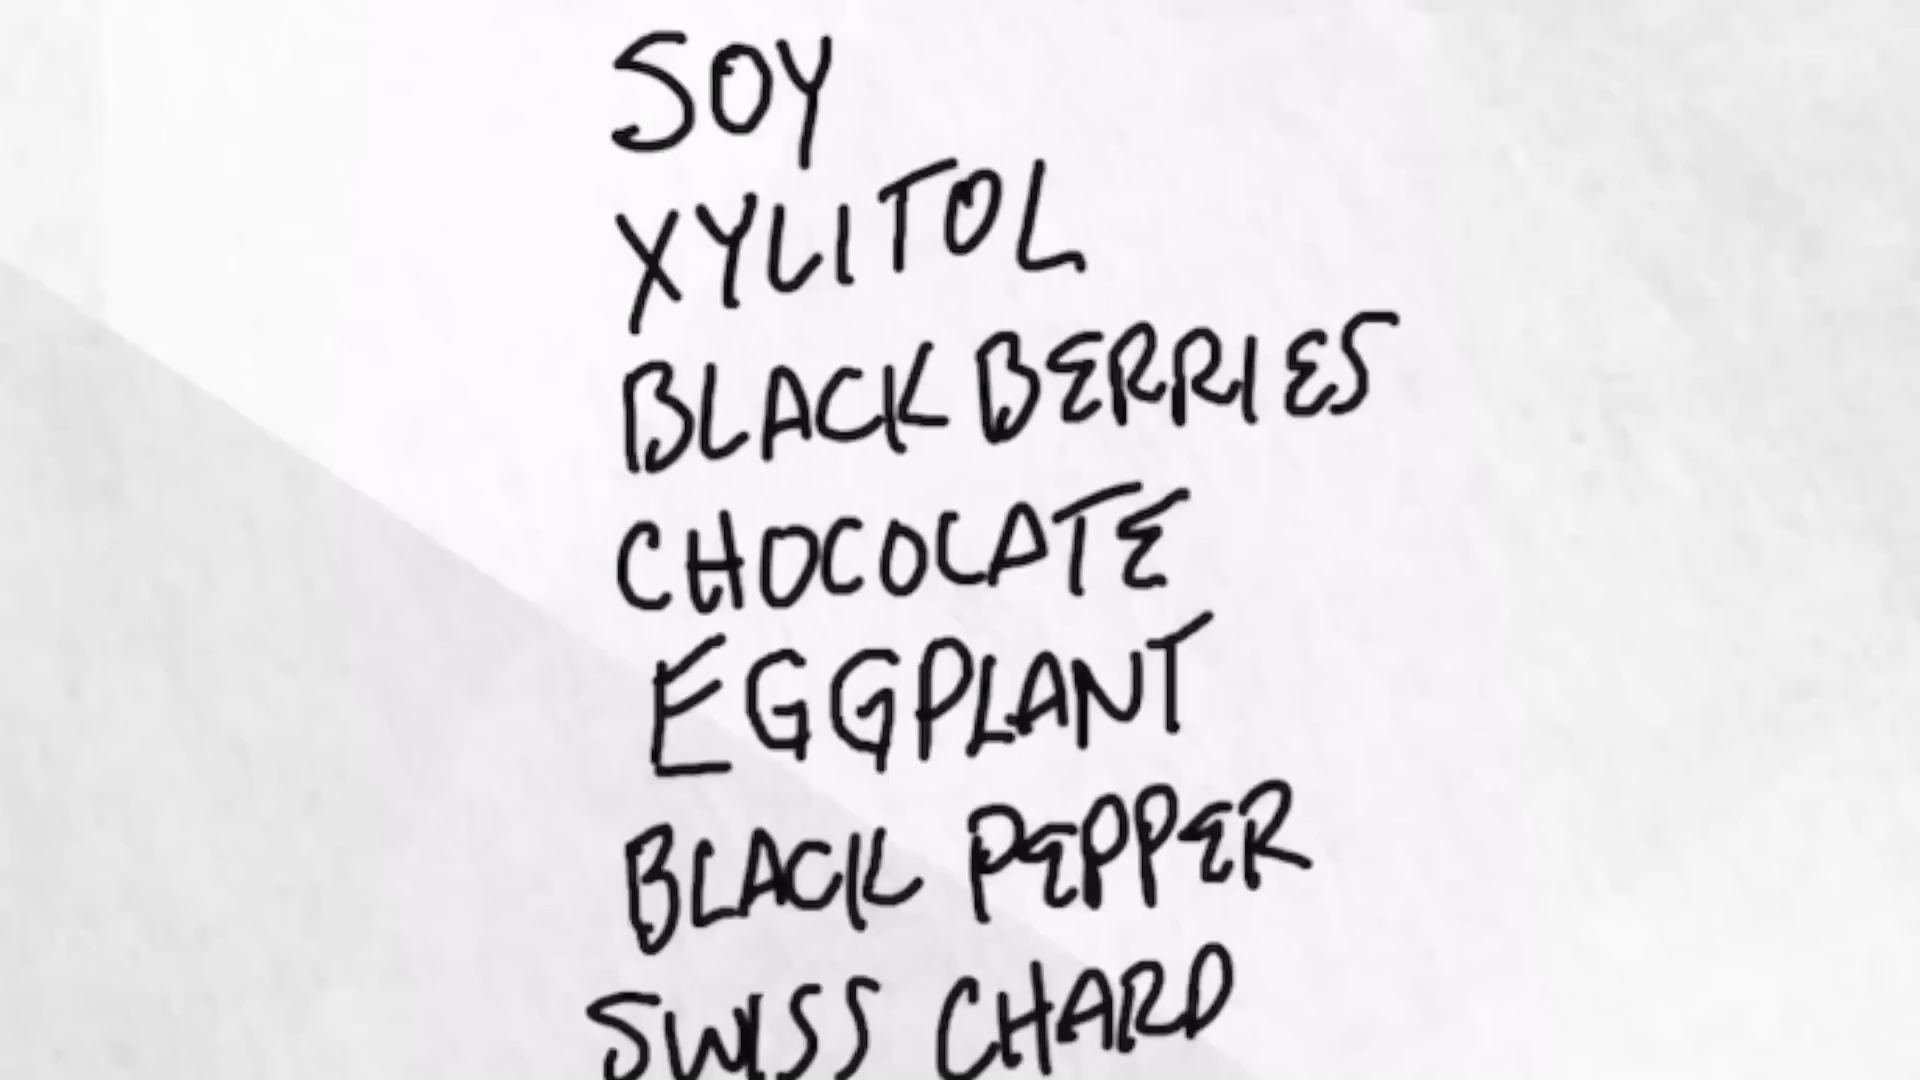 SOY
XYLITOL
BLACKBERRIES
CHOCOLATE
EGGPLANT
BLACK PEPPER
SWISS CHARD